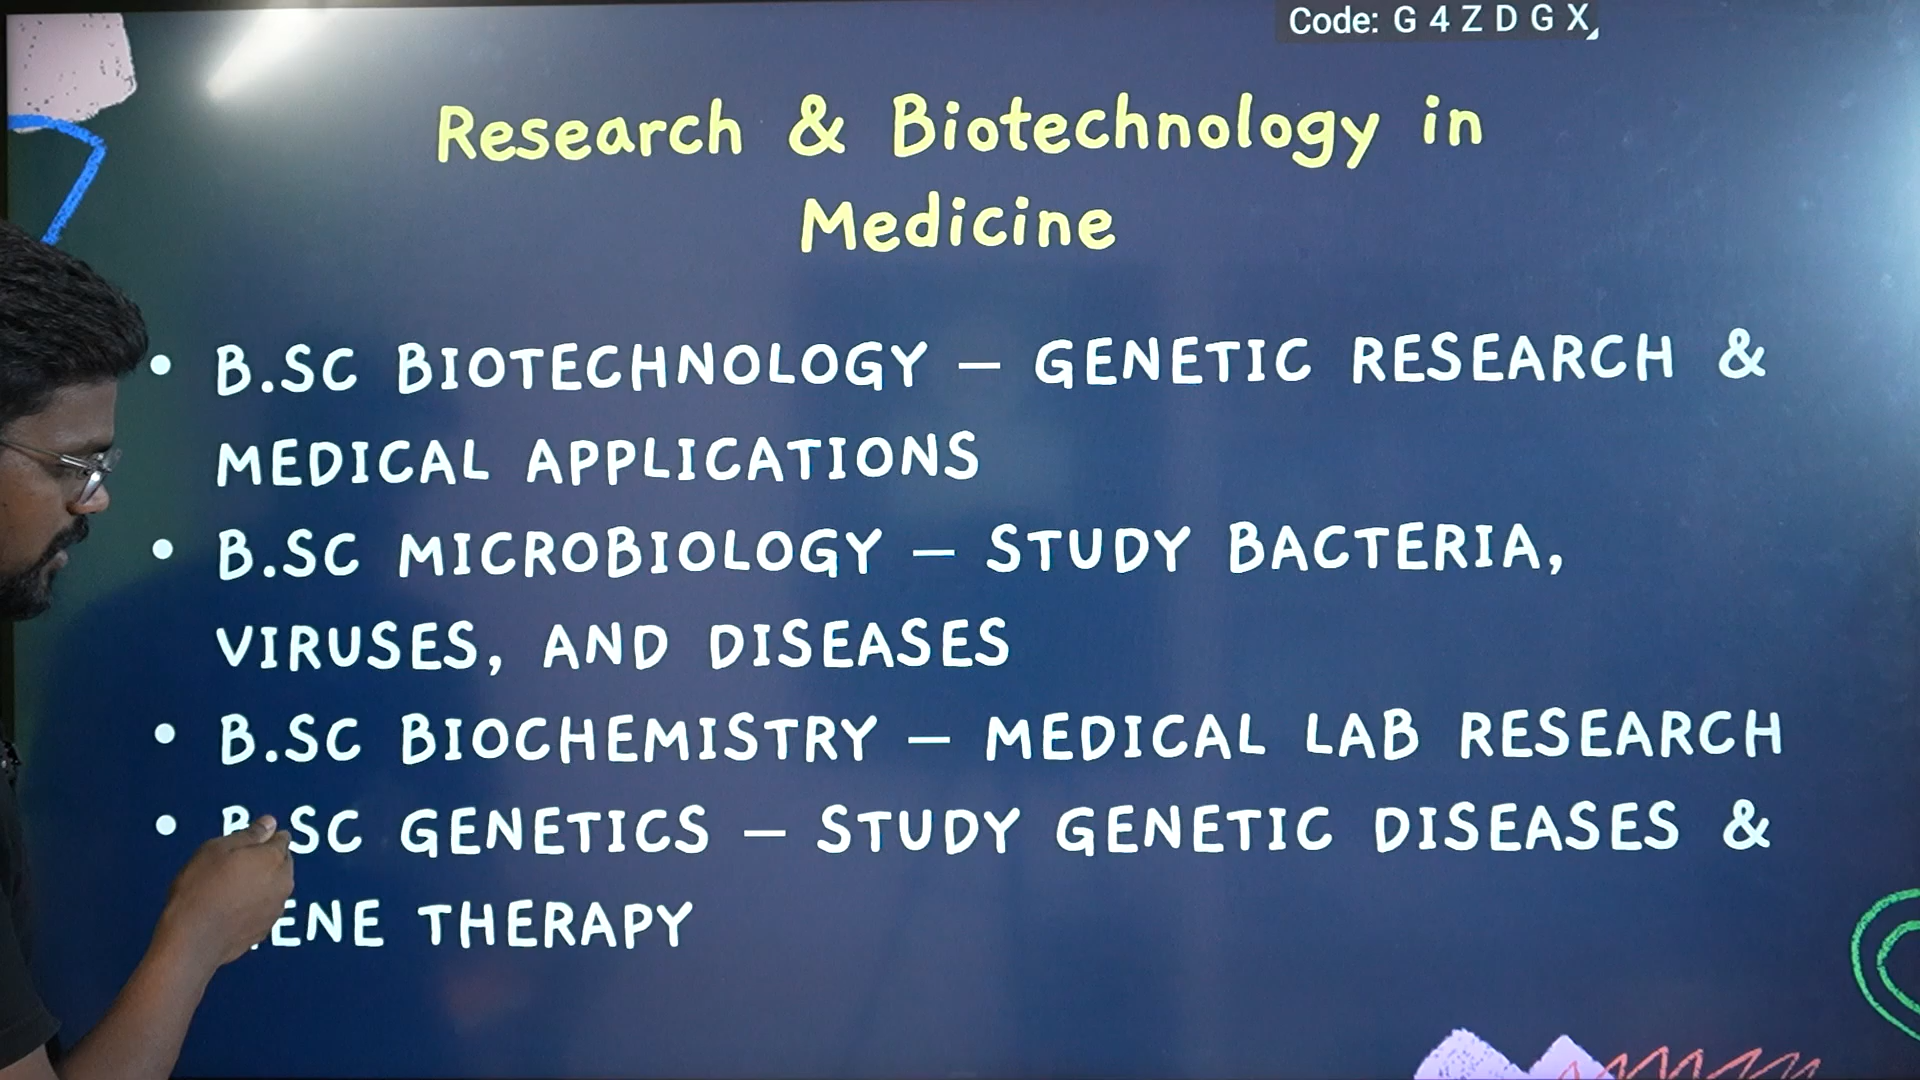 Code: G 4 Z D G X
Research & Biotechnology in
Medicine
• B.SC BIOTECHNOLOGY – GENETIC RESEARCH &
MEDICAL APPLICATIONS
• B.SC MICROBIOLOGY – STUDY BACTERIA,
VIRUSES, AND DISEASES
• B.SC BIOCHEMISTRY – MEDICAL LAB RESEARCH
• B.SC GENETICS – STUDY GENETIC DISEASES &
THERAPY